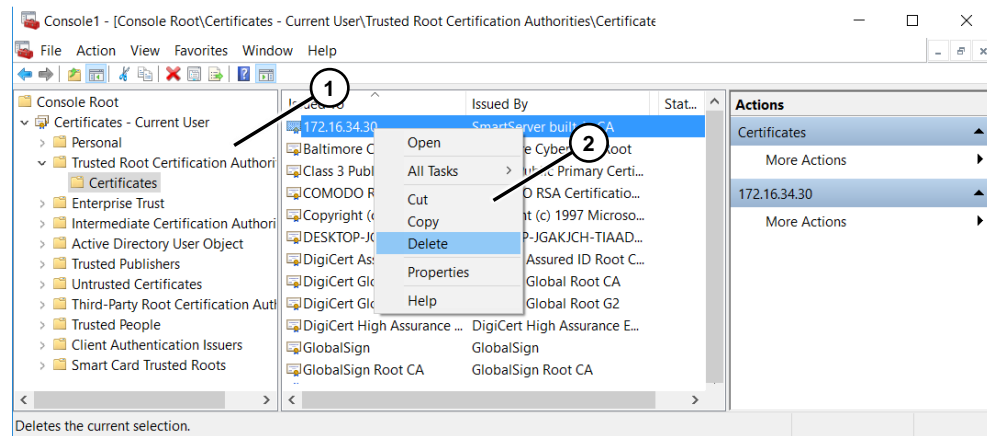 Console1 - [Console Root\Certificates - Current User\Trusted Root Certification Authorities\Certificate
File Action View Favorites Window Help
1
Console Root
Certificates - Current User
Personal
Trusted Root Certification Authori
Certificates
Enterprise Trust
Intermediate Certification Authori
Active Directory User Object
Trusted Publishers
Untrusted Certificates
Third-Party Root Certification Auth
Trusted People
Client Authentication Issuers
Smart Card Trusted Roots
Issued By Stat...
172.16.34.30 SmartServer CA
Baltimore C Root
Class 3 Publ Primary Certi...
COMODO R O RSA Certificatio...
Copyright (c ht (c) 1997 Microso...
DESKTOP-JG P-JGAKJCH-TIAAD...
DigiCert Ass Assured ID Root C...
DigiCert Glo Global Root CA
DigiCert Glo Global Root G2
DigiCert High Assurance ... DigiCert High Assurance E...
GlobalSign GlobalSign
GlobalSign Root CA GlobalSign Root CA
2
Open
All Tasks
Cut
Copy
Delete
Properties
Help
Actions
Certificates
More Actions
172.16.34.30
More Actions
Deletes the current selection.